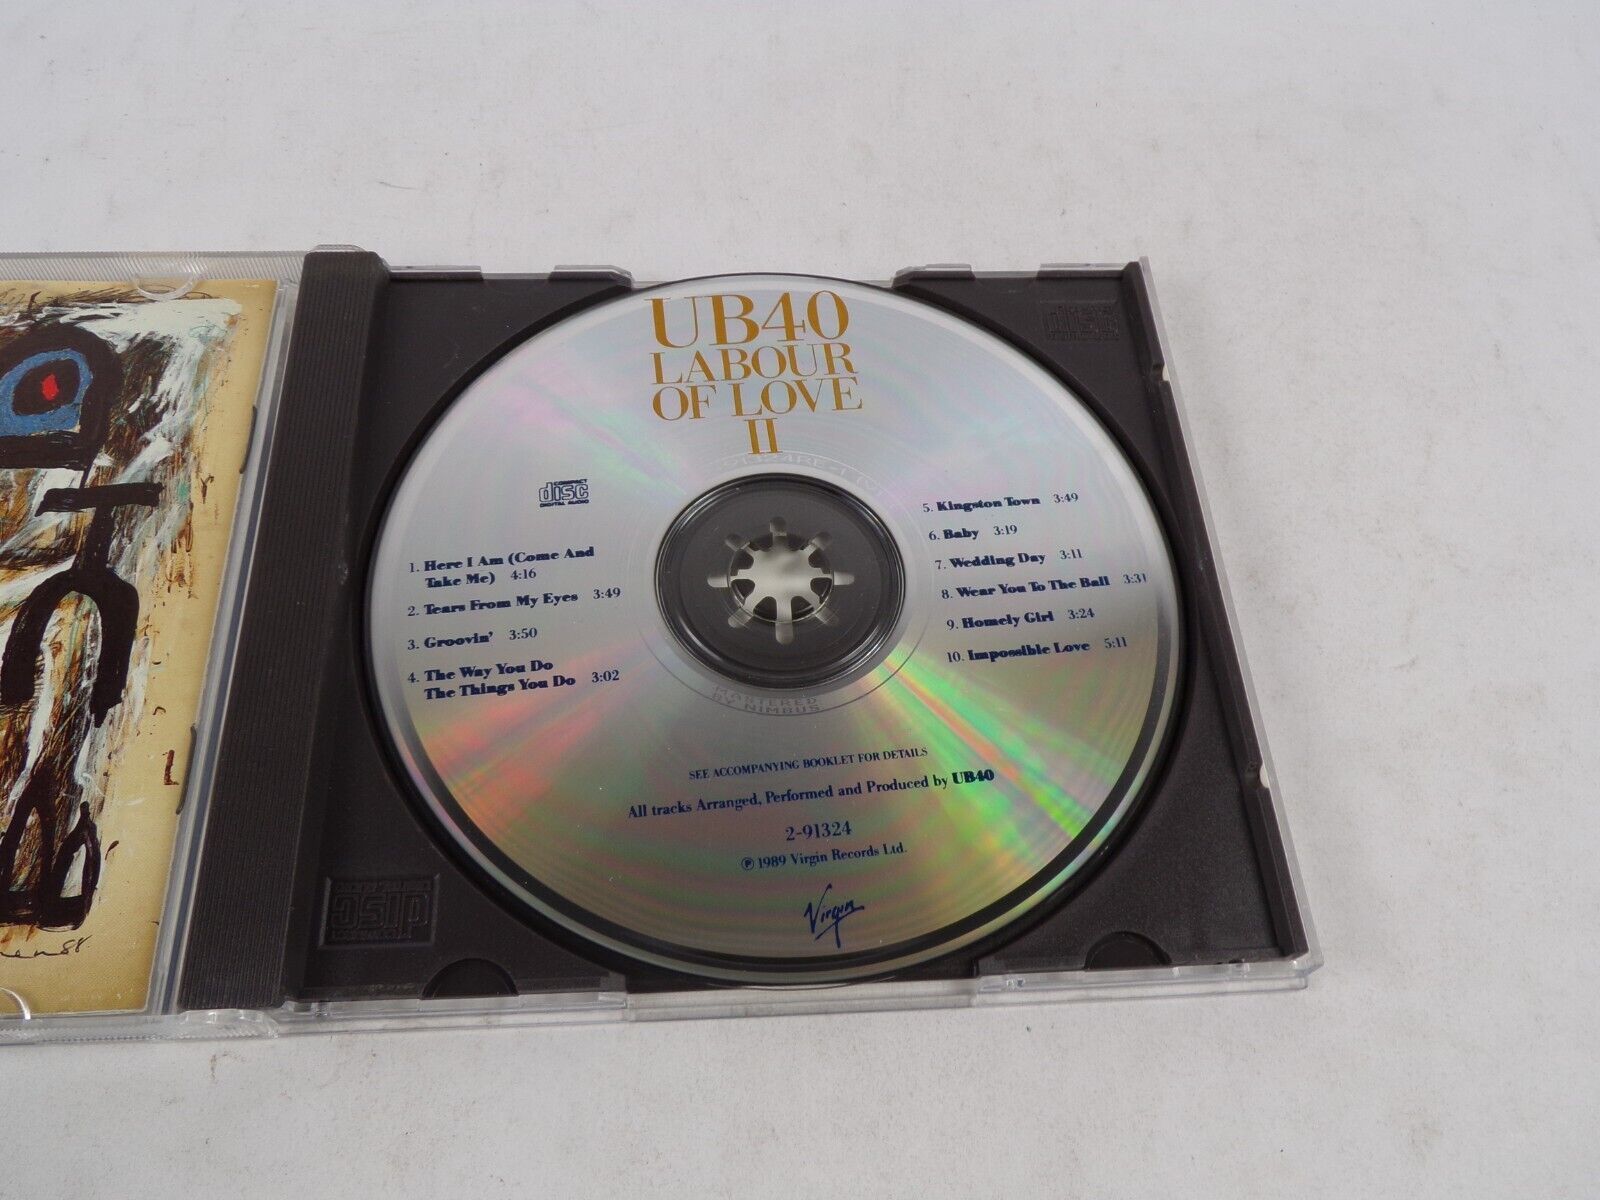 UB40
LABOUR
OF LOVE
II
COMPACT
disc
DIGITAL AUDIO
1. Here I Am (Come And
Take Me) 4:16
2. Tears From My Eyes 3:49
3. Groovin' 3:50
4. The Way You Do
The Things You Do 3:02
5. Kingston Town 3:49
6. Baby 3:19
7. Wedding Day 3:11
8. Wear You To The Ball 3:31
9. Homely Girl 3:24
10. Impossible Love 5:11
MASTERED
BY NIMBUS
SEE ACCOMPANYING BOOKLET FOR DETAILS
All tracks Arranged, Performed and Produced by UB40
2-91324
℗ 1989 Virgin Records Ltd.
Virgin
disc